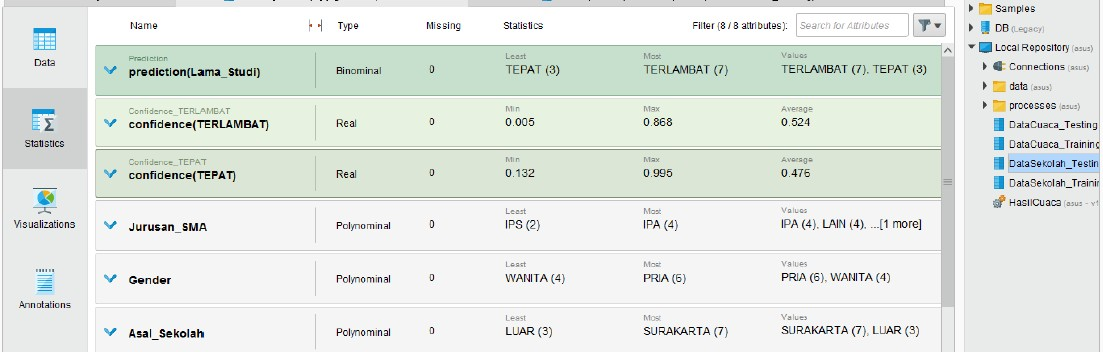 Name Type Missing Statistics Filter (8 / 8 attributes): Search for Attributes
Data
Statistics
Visualizations
Annotations
Prediction
prediction(Lama_Studi) Binominal 0
Least
TEPAT (3)
Most
TERLAMBAT (7)
Values
TERLAMBAT (7), TEPAT (3)
Confidence_TERLAMBAT
confidence(TERLAMBAT) Real 0
Min
0.005
Max
0.868
Average
0.524
Confidence_TEPAT
confidence(TEPAT) Real 0
Min
0.132
Max
0.995
Average
0.476
Jurusan_SMA Polynominal 0
Least
IPS (2)
Most
IPA (4)
Values
IPA (4), LAIN (4), ...[1 more]
Gender Polynominal 0
Least
WANITA (4)
Most
PRIA (6)
Values
PRIA (6), WANITA (4)
Asal_Sekolah Polynominal 0
Least
LUAR (3)
Most
SURAKARTA (7)
Values
SURAKARTA (7), LUAR (3)
Samples
DB (Legacy)
Local Repository (asus)
Connections (asus)
data (asus)
processes (asus)
DataCuaca_Testing
DataCuaca_Training
DataSekolah_Testin
DataSekolah_Trainin
HasilCuaca (asus - v1